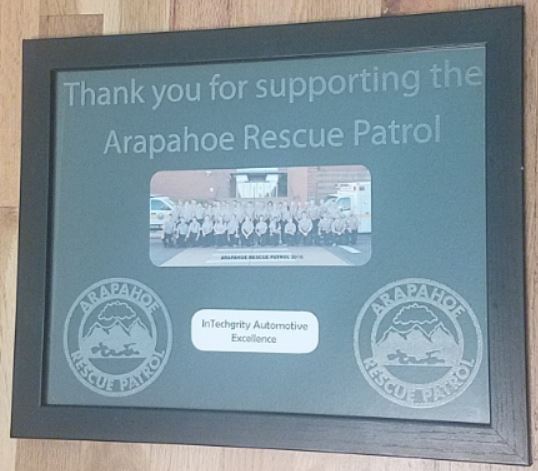 Thank you for supporting the
Arapahoe Rescue Patrol
ARAPAHOE RESCUE PATROL
InTechgrity Automotive
Excellence
ARAPAHOE
RESCUE PATROL
ARAPAHOE
RESCUE PATROL